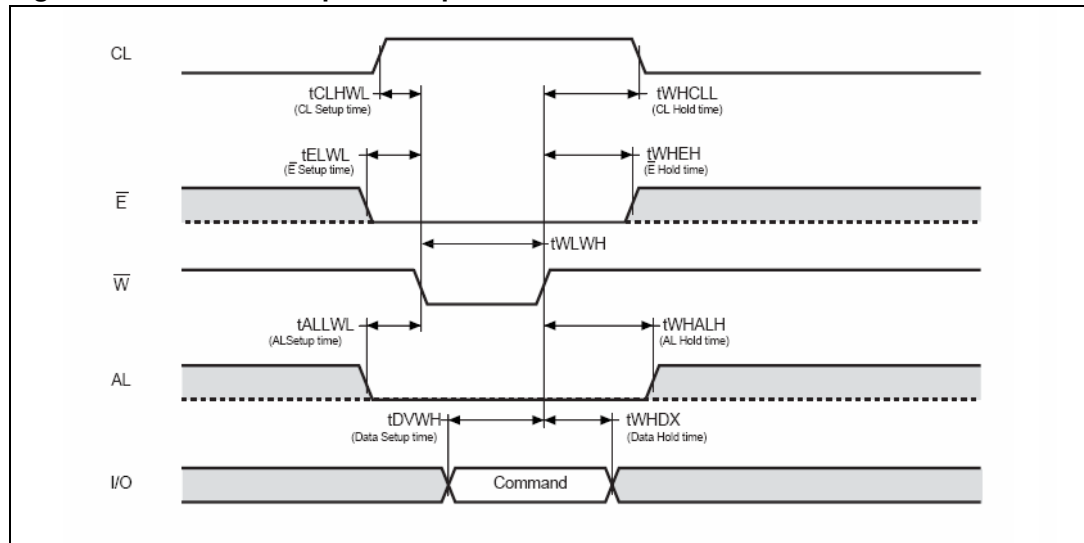 CL
tCLHWL
(CL Setup time)
tWHCLL
(CL Hold time)
tELWL
(E̅ Setup time)
tWHEH
(E̅ Hold time)
E̅
tWLWH
W̅
tALLWL
(ALSetup time)
tWHALH
(AL Hold time)
AL
tDVWH
(Data Setup time)
tWHDX
(Data Hold time)
I/O
Command